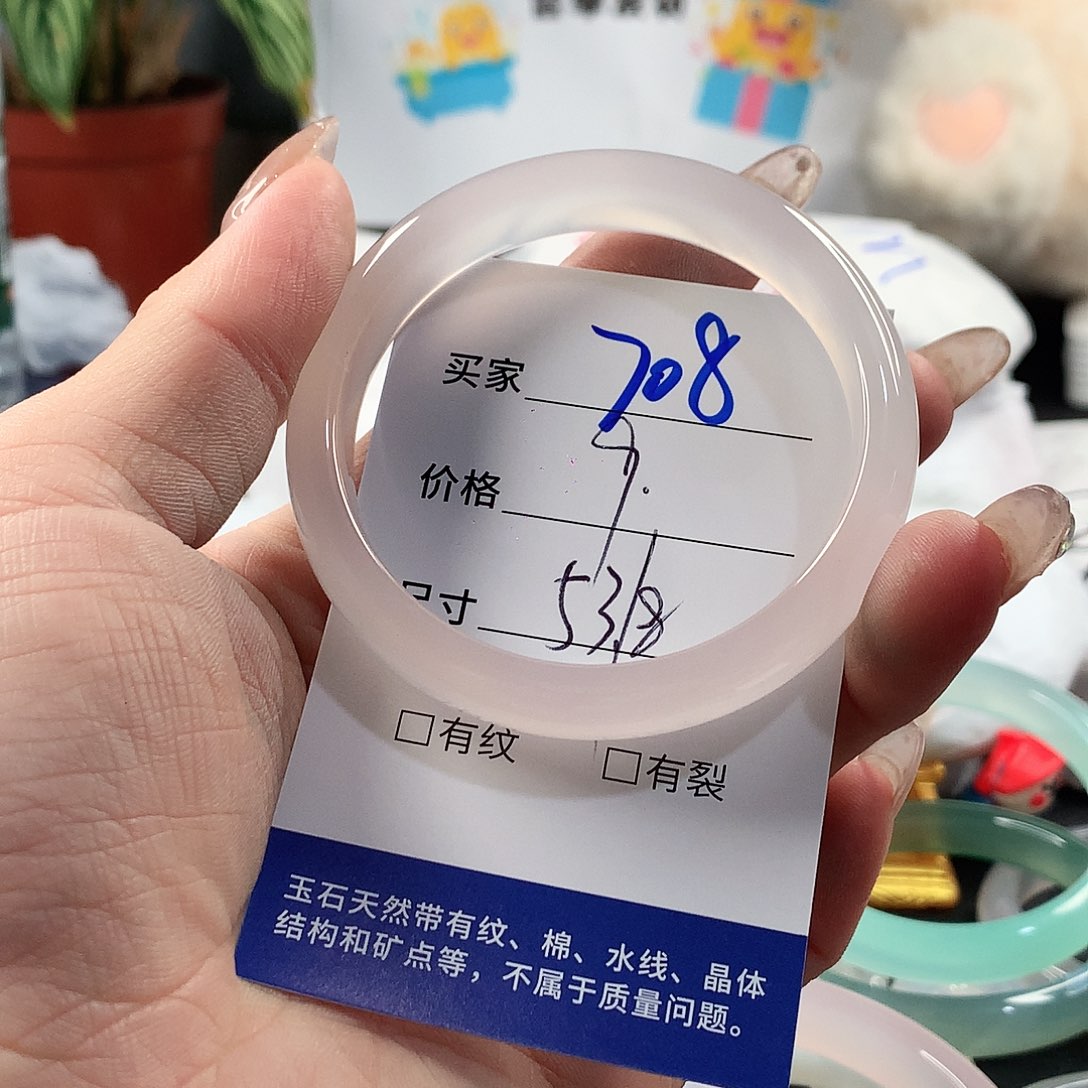 买家 708
价格
尺寸 53.8
□有纹 □有裂
玉石天然带有纹、棉、水线、晶体
结构和矿点等，不属于质量问题。